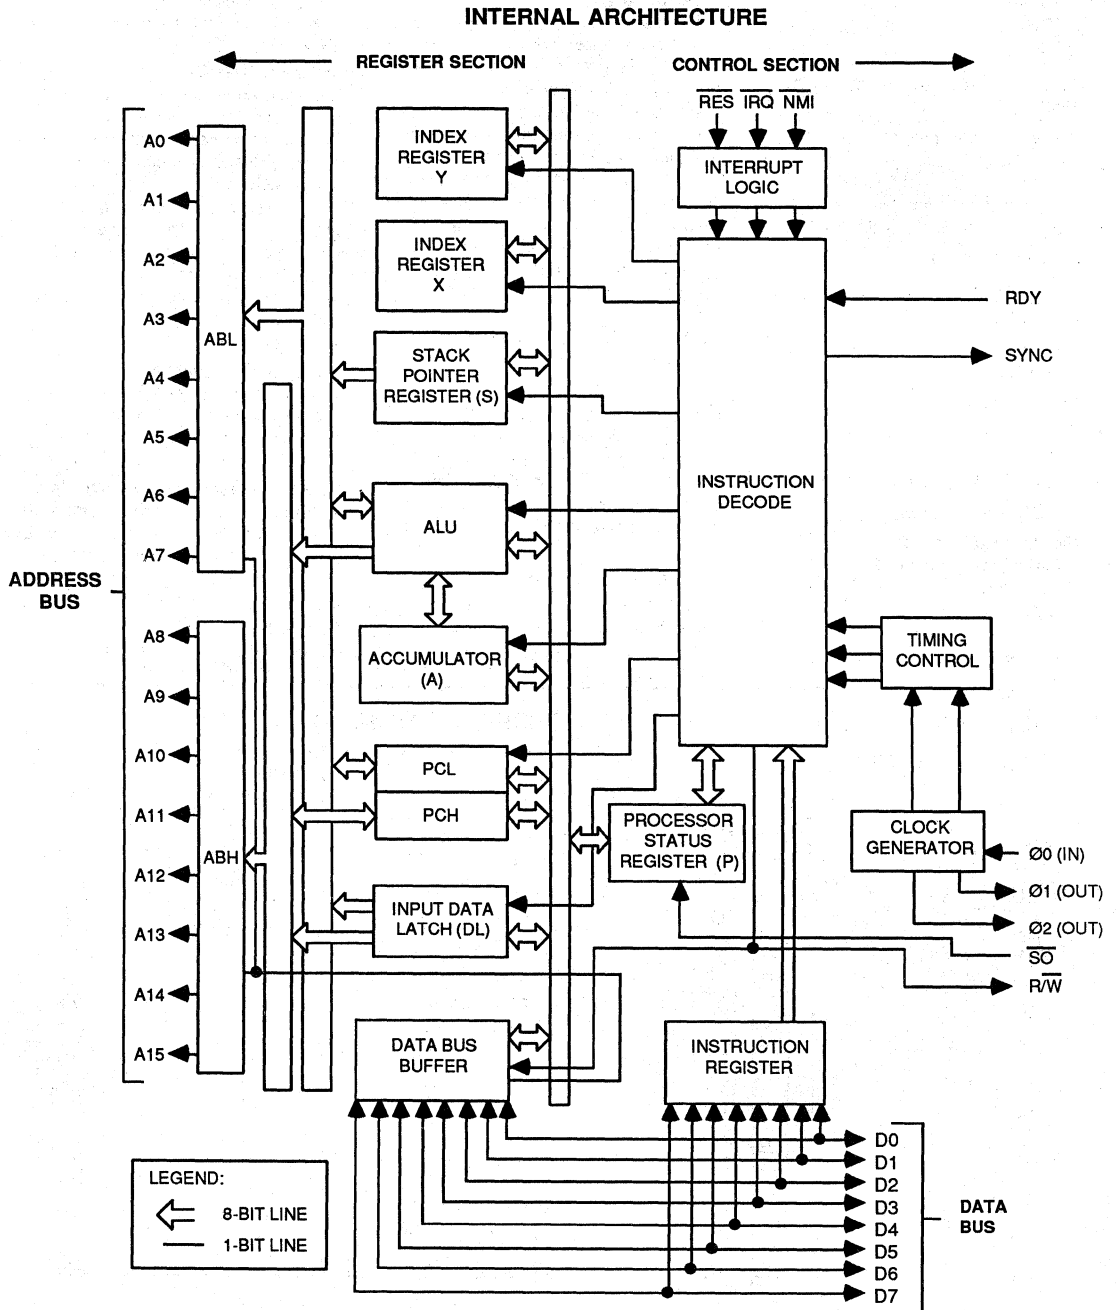 INTERNAL ARCHITECTURE
REGISTER SECTION
CONTROL SECTION
RES IRQ NMI
INTERRUPT
LOGIC
INDEX
REGISTER
Y
INDEX
REGISTER
X
STACK
POINTER
REGISTER (S)
ALU
ACCUMULATOR
(A)
PCL
PCH
INPUT DATA
LATCH (DL)
DATA BUS
BUFFER
INSTRUCTION
DECODE
PROCESSOR
STATUS
REGISTER (P)
INSTRUCTION
REGISTER
TIMING
CONTROL
CLOCK
GENERATOR
RDY
SYNC
Ø0 (IN)
Ø1 (OUT)
Ø2 (OUT)
SO
R/W
ADDRESS
BUS
A0
A1
A2
A3
A4
A5
A6
A7
A8
A9
A10
A11
A12
A13
A14
A15
ABL
ABH
D0
D1
D2
D3
D4
D5
D6
D7
DATA
BUS
LEGEND:
8-BIT LINE
1-BIT LINE